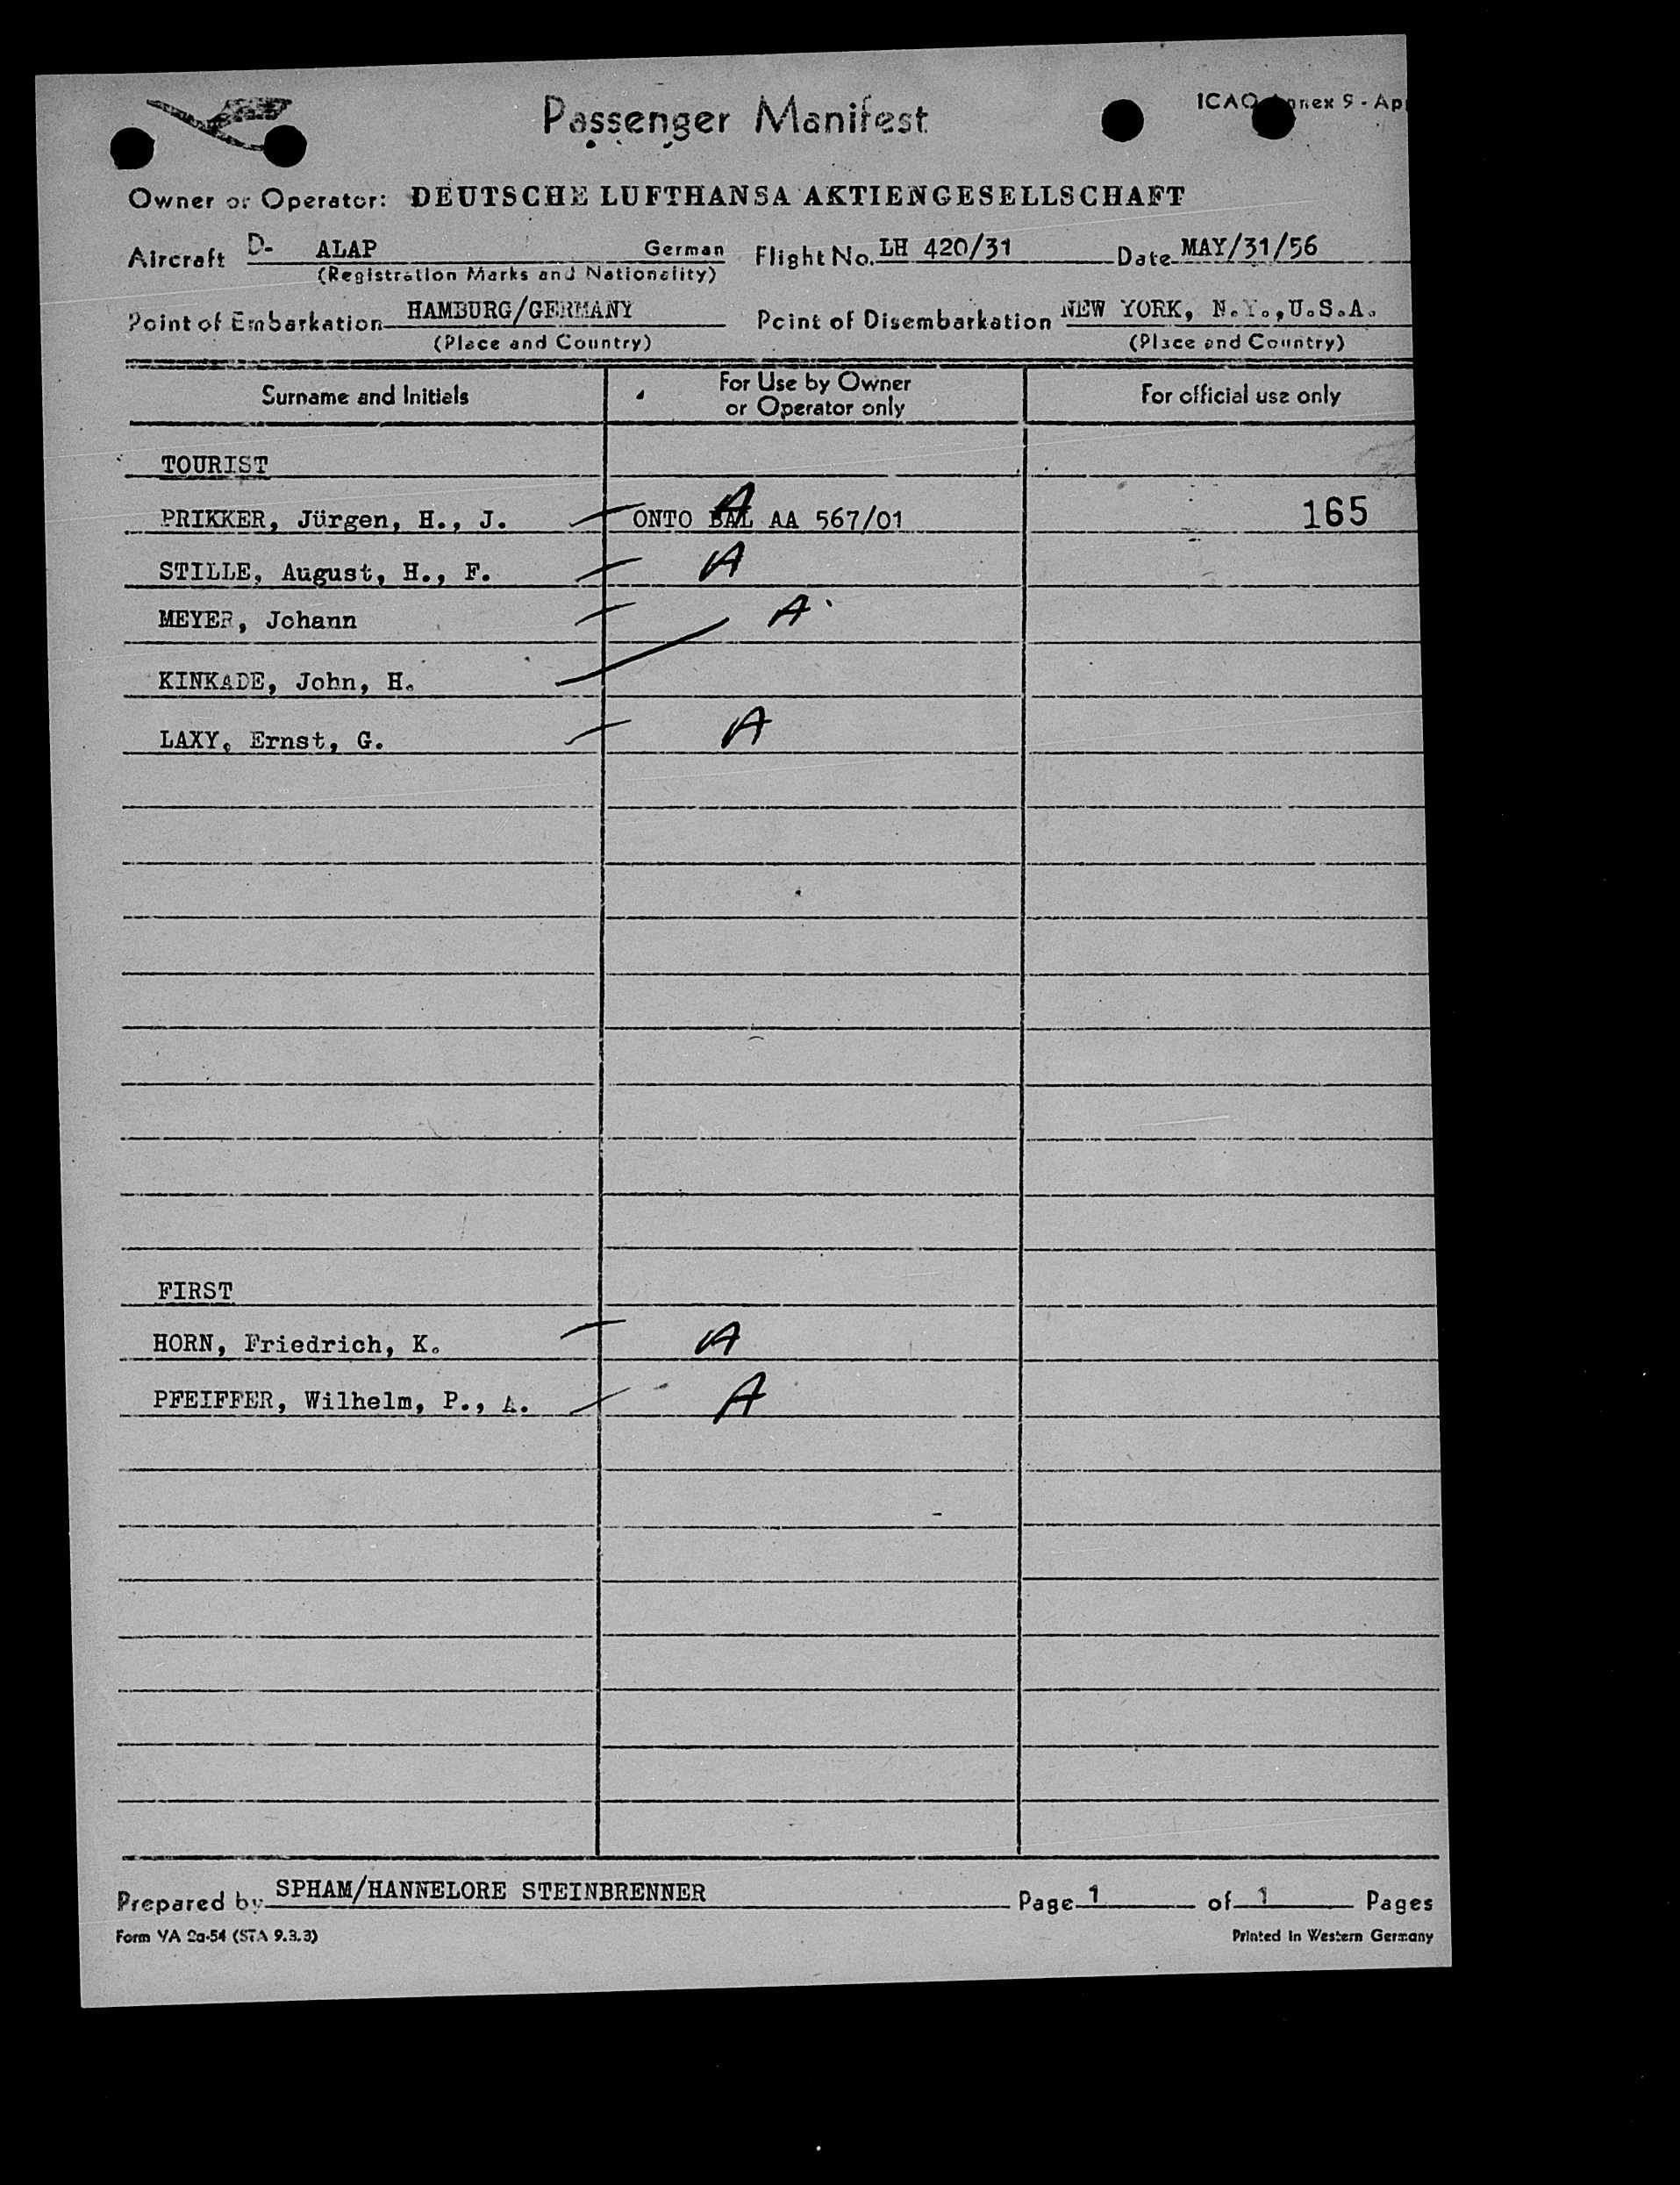 Passenger Manifest
ICAO Annex 9 - App
Owner or Operator: DEUTSCHE LUFTHANSA AKTIENGESELLSCHAFT
Aircraft D- ALAP German Flight No. LH 420/31 Date MAY/31/56
(Registration Marks and Nationality)
Point of Embarkation HAMBURG/GERMANY Point of Disembarkation NEW YORK, N.Y.,U.S.A.
(Place and Country) (Place and Country)
Surname and Initials For Use by Owner or Operator only For official use only
TOURIST
PRIKKER, Jürgen, H., J. ONTO BAL AA 567/01 A 165
STILLE, August, H., F. A
MEYER, Johann A
KINKADE, John, H.
LAXY, Ernst, G. A
FIRST
HORN, Friedrich, K. A
PFEIFFER, Wilhelm, P., A. A
Prepared by SPHAM/HANNELORE STEINBRENNER Page 1 of 1 Pages
Form VA 2a-54 (STA 9.3.3) Printed in Western Germany